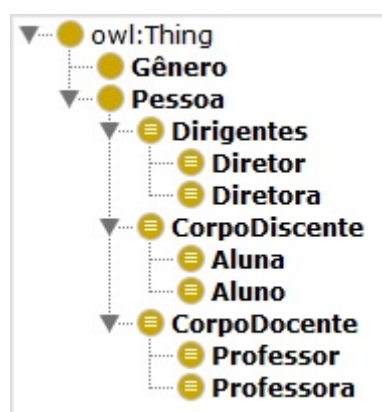 owl:Thing
Gênero
Pessoa
Dirigentes
Diretor
Diretora
CorpoDiscente
Aluna
Aluno
CorpoDocente
Professor
Professora